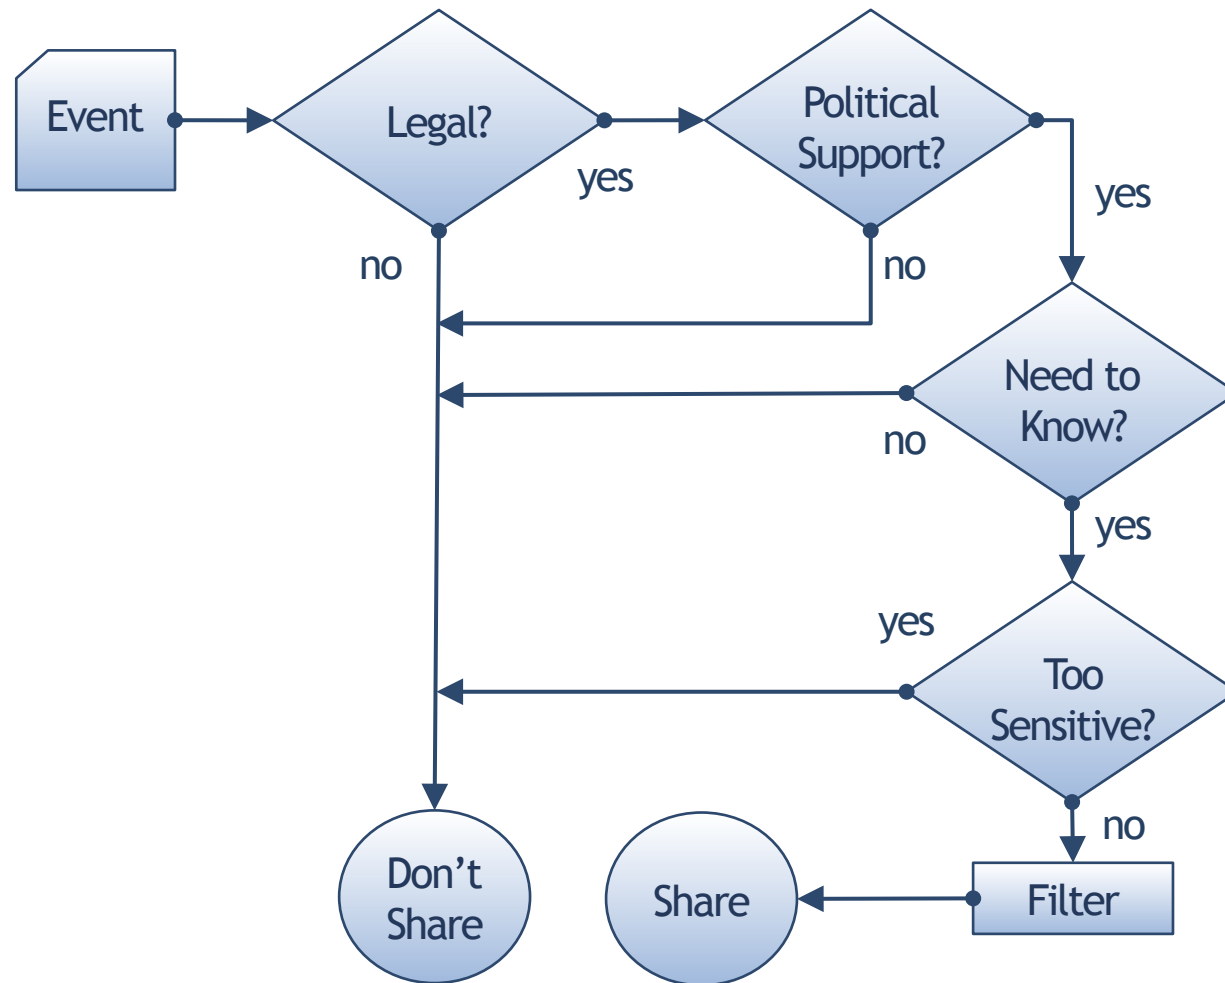 Event
Legal?
yes
no
Political
Support?
yes
no
Need to
Know?
no
yes
Too
Sensitive?
yes
no
Filter
Share
Don’t
Share